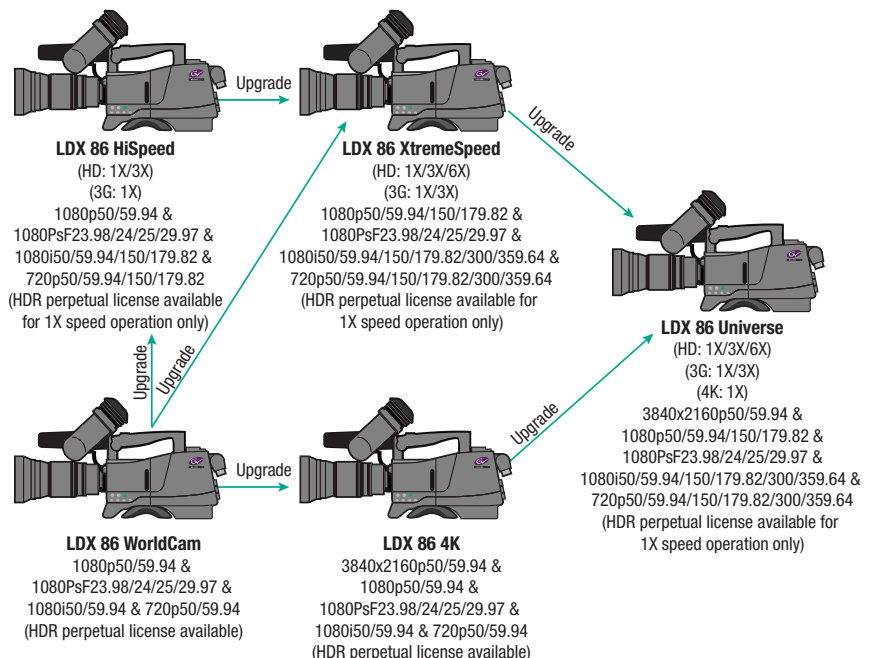 Upgrade
Upgrade
LDX 86 HiSpeed
(HD: 1X/3X)
(3G: 1X)
1080p50/59.94 &
1080PsF23.98/24/25/29.97 &
1080i50/59.94/150/179.82 &
720p50/59.94/150/179.82
(HDR perpetual license available
for 1X speed operation only)
LDX 86 XtremeSpeed
(HD: 1X/3X/6X)
(3G: 1X/3X)
1080p50/59.94/150/179.82 &
1080PsF23.98/24/25/29.97 &
1080i50/59.94/150/179.82/300/359.64 &
720p50/59.94/150/179.82/300/359.64
(HDR perpetual license available for
1X speed operation only)
LDX 86 Universe
(HD: 1X/3X/6X)
(3G: 1X/3X)
(4K: 1X)
3840x2160p50/59.94 &
1080p50/59.94/150/179.82 &
1080PsF23.98/24/25/29.97 &
1080i50/59.94/150/179.82/300/359.64 &
720p50/59.94/150/179.82/300/359.64
(HDR perpetual license available for
1X speed operation only)
Upgrade
Upgrade
Upgrade
Upgrade
LDX 86 WorldCam
1080p50/59.94 &
1080PsF23.98/24/25/29.97 &
1080i50/59.94 & 720p50/59.94
(HDR perpetual license available)
LDX 86 4K
3840x2160p50/59.94 &
1080p50/59.94 &
1080PsF23.98/24/25/29.97 &
1080i50/59.94 & 720p50/59.94
(HDR perpetual license available)